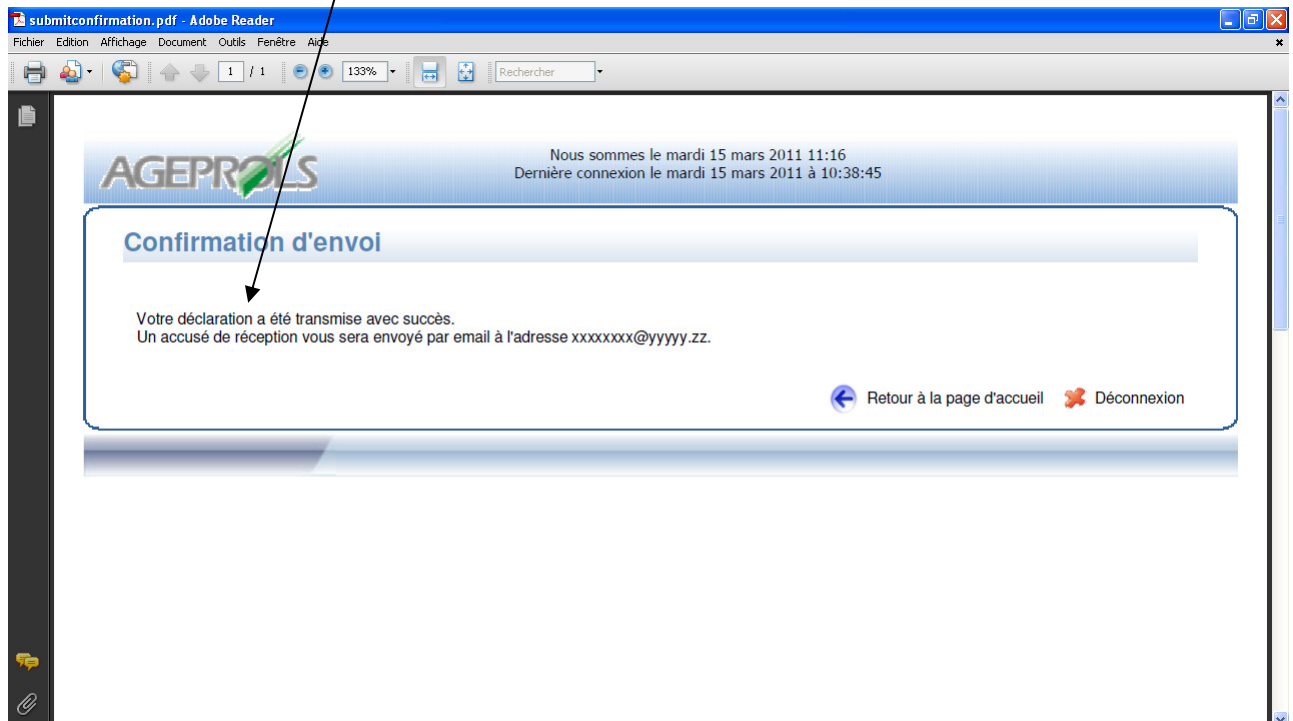 submitconfirmation.pdf - Adobe Reader
Fichier Edition Affichage Document Outils Fenêtre Aide
1 / 1 133% Rechercher
AGEPROLS
Nous sommes le mardi 15 mars 2011 11:16
Dernière connexion le mardi 15 mars 2011 à 10:38:45
Confirmation d'envoi
Votre déclaration a été transmise avec succès.
Un accusé de réception vous sera envoyé par email à l'adresse xxxxxxxx@yyyyy.zz.
Retour à la page d'accueil Déconnexion